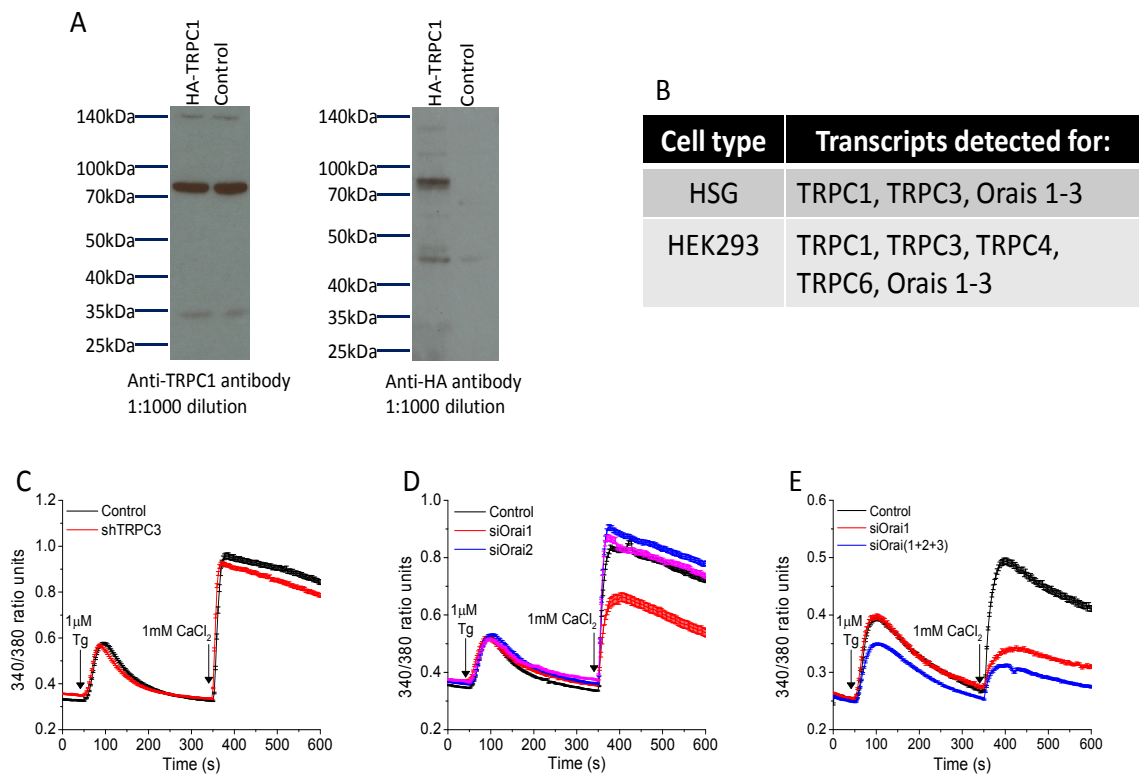 A
HA-TRPC1
Control
140kDa
100kDa
70kDa
50kDa
40kDa
35kDa
25kDa
Anti-TRPC1 antibody
1:1000 dilution
HA-TRPC1
Control
140kDa
100kDa
70kDa
50kDa
40kDa
35kDa
25kDa
Anti-HA antibody
1:1000 dilution
B
Cell type Transcripts detected for:
HSG TRPC1, TRPC3, Orais 1-3
HEK293 TRPC1, TRPC3, TRPC4,
TRPC6, Orais 1-3
C
340/380 ratio units
1.2
1.0
0.8
0.6
0.4
0.2
Control
shTRPC3
1μM
Tg
1mM CaCl2
0 100 200 300 400 500 600
Time (s)
D
340/380 ratio units
1.0
0.8
0.6
0.4
0.2
Control
siOrai1
siOrai2
1μM
Tg
1mM CaCl2
0 100 200 300 400 500 600
Time (s)
E
340/380 ratio units
0.6
0.5
0.4
0.3
0.2
Control
siOrai1
siOrai(1+2+3)
1μM
Tg
1mM CaCl2
0 100 200 300 400 500 600
Time (s)